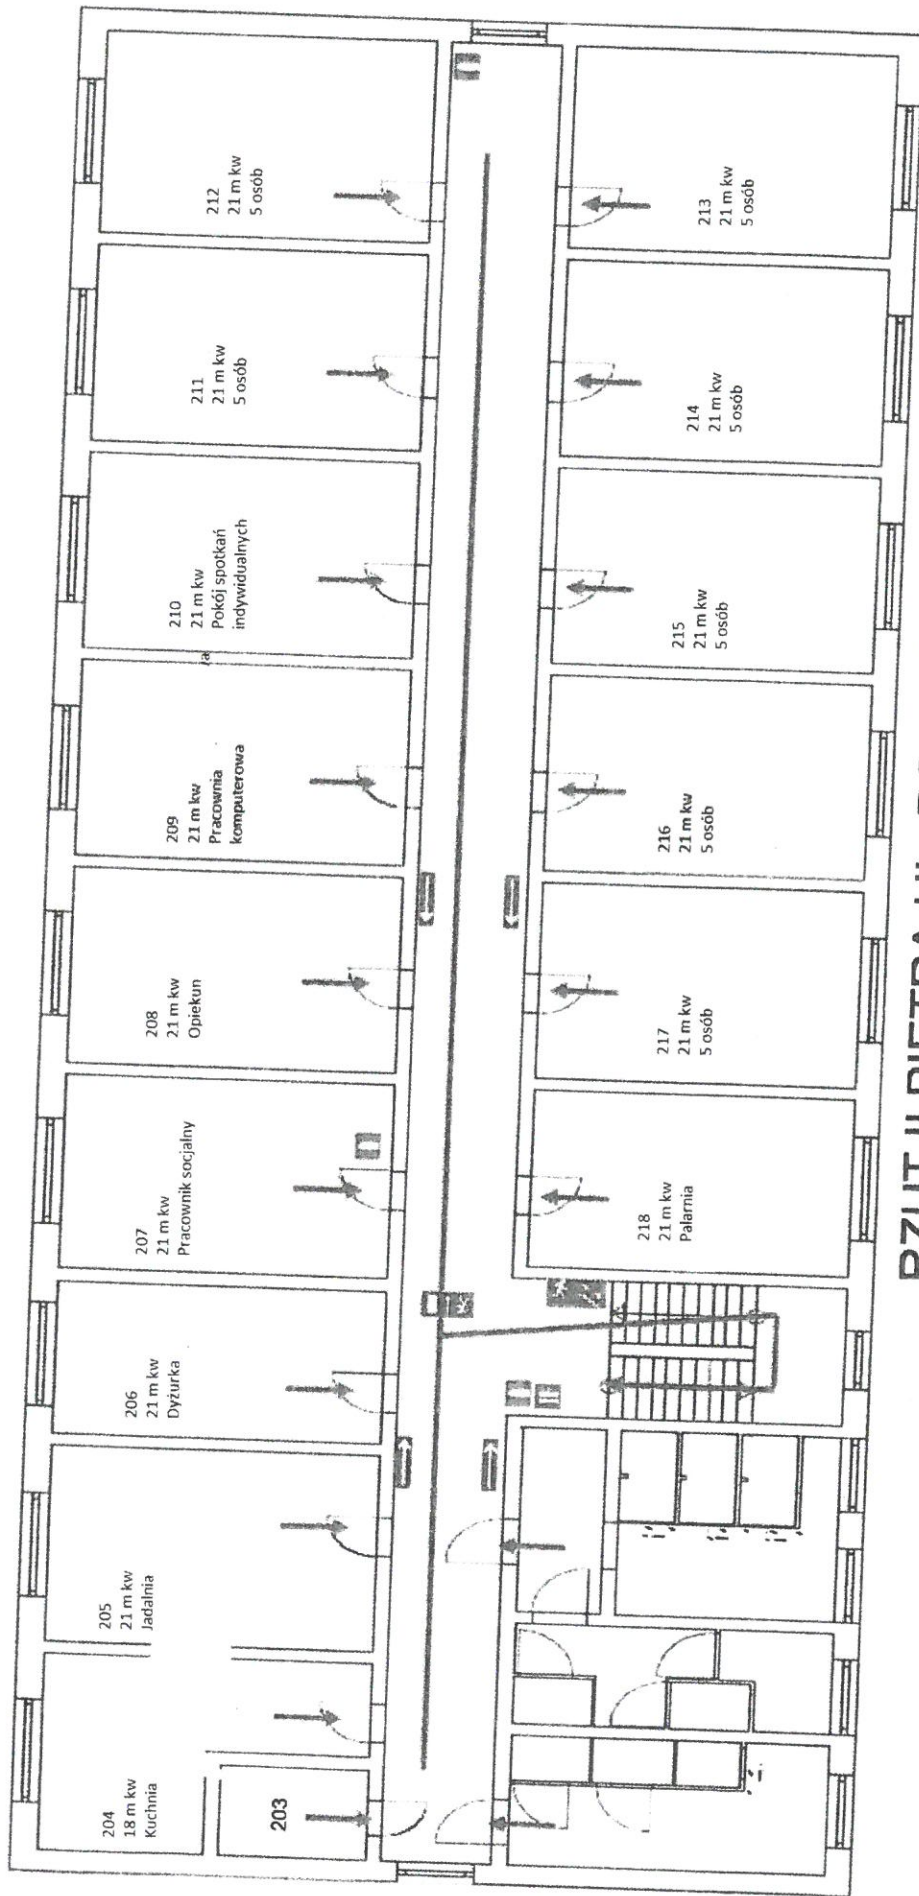 212
21 m kw
5 osób
211
21 m kw
5 osób
210
21 m kw
Pokój spotkań
indywidualnych
209
21 m kw
Pracownia
komputerowa
208
21 m kw
Opiekun
207
21 m kw
Pracownik socjalny
206
21 m kw
Dyżurka
205
21 m kw
Jadalnia
204
18 m kw
Kuchnia
203
213
21 m kw
5 osób
214
21 m kw
5 osób
215
21 m kw
5 osób
216
21 m kw
5 osób
217
21 m kw
5 osób
218
21 m kw
Palarnia
RZUT II PIĘTRA